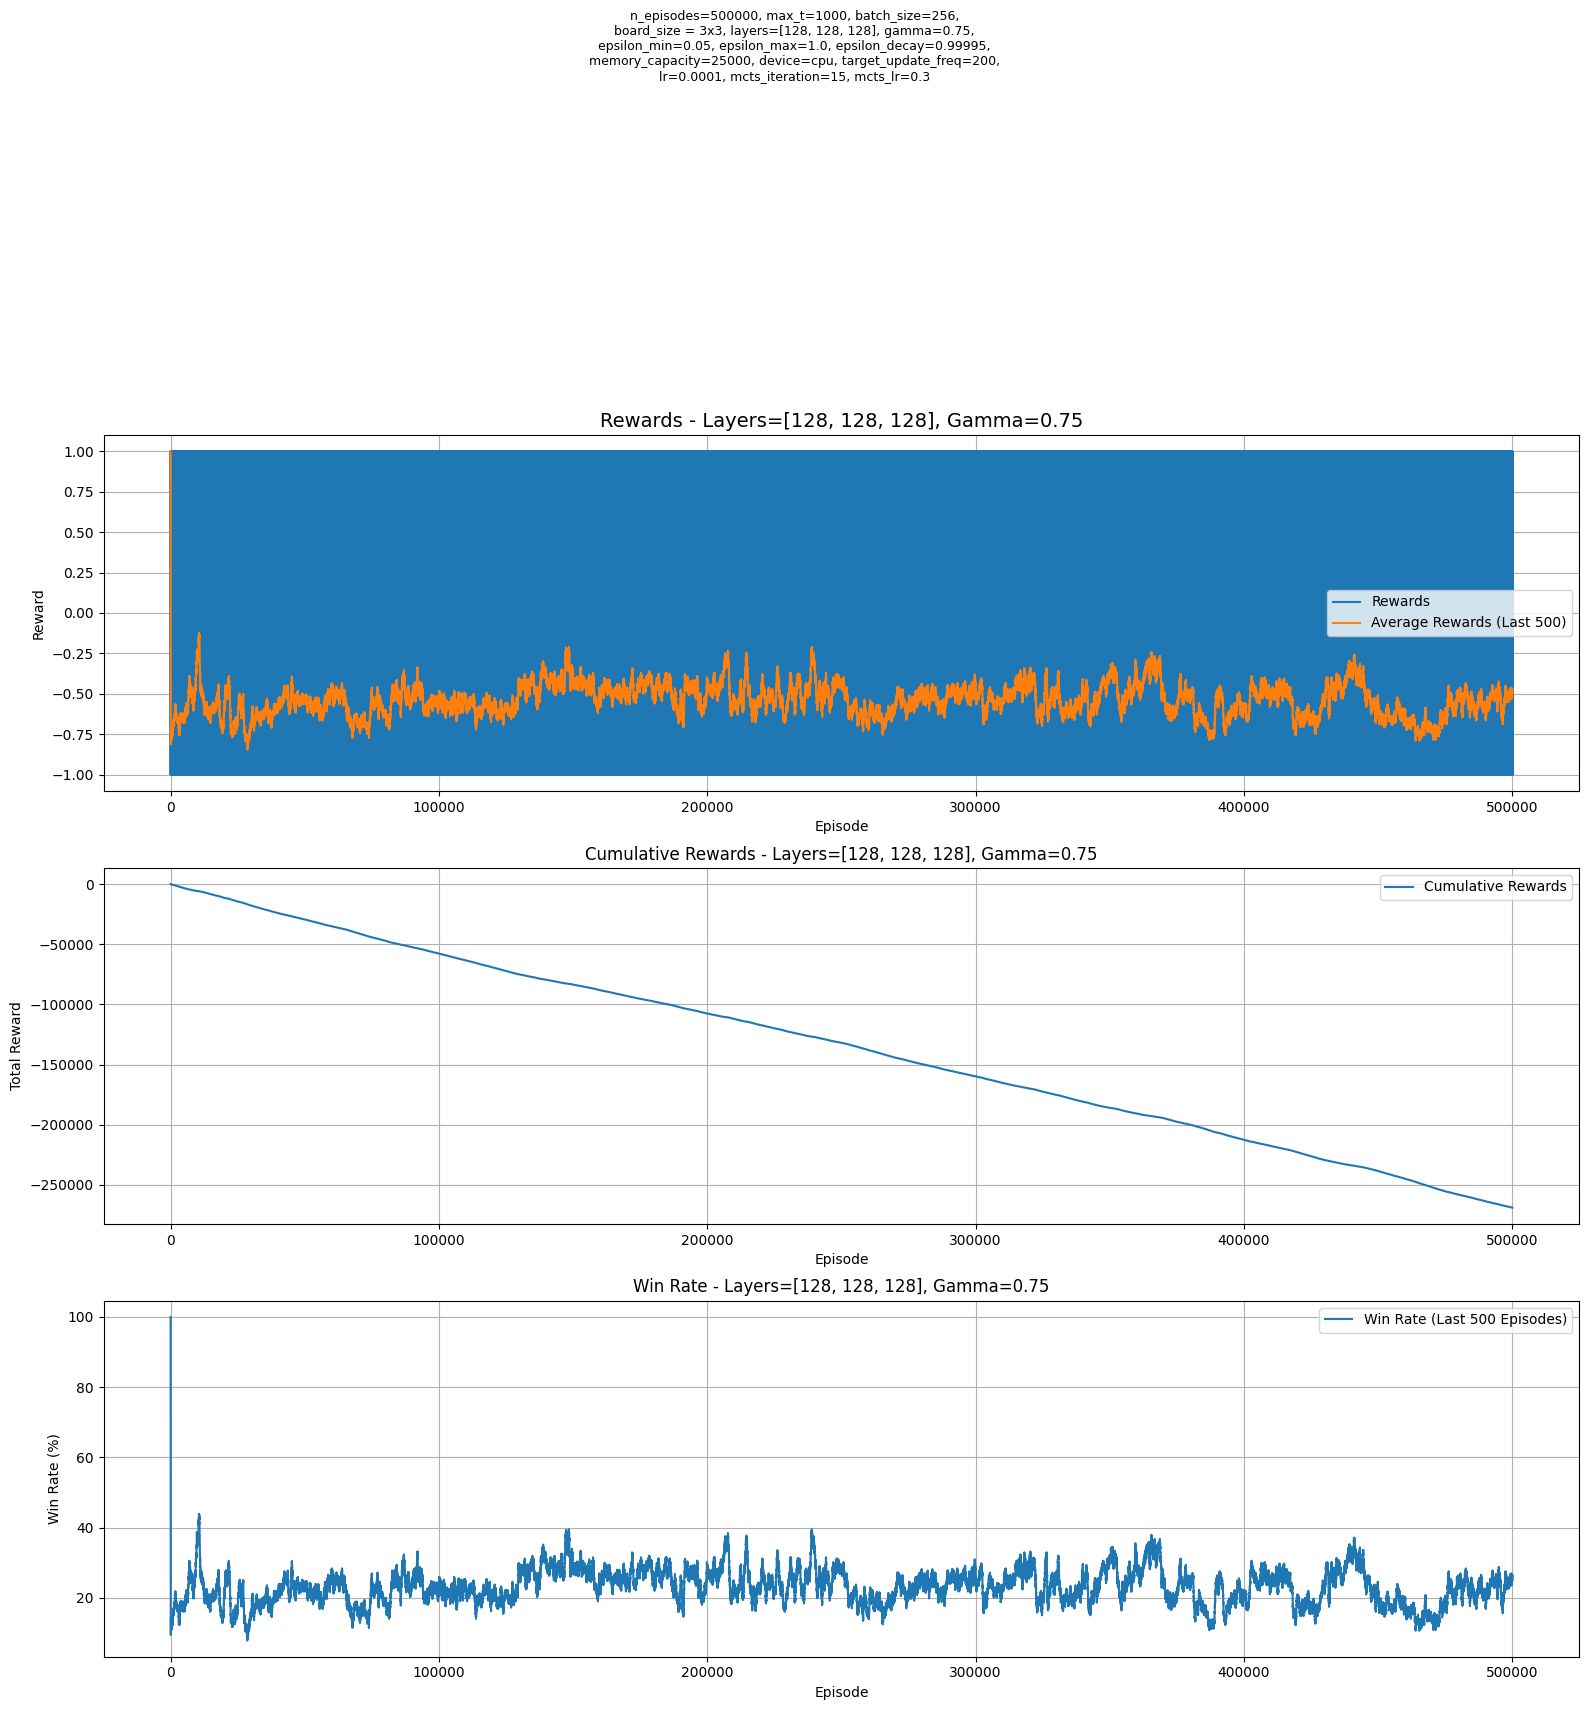 n_episodes=500000, max_t=1000, batch_size=256,
board_size = 3x3, layers=[128, 128, 128], gamma=0.75,
epsilon_min=0.05, epsilon_max=1.0, epsilon_decay=0.99995,
memory_capacity=25000, device=cpu, target_update_freq=200,
lr=0.0001, mcts_iteration=15, mcts_lr=0.3
Rewards - Layers=[128, 128, 128], Gamma=0.75
1.00
0.75
0.50
0.25
0.00
−0.25
−0.50
−0.75
−1.00
Reward
Rewards
Average Rewards (Last 500)
0
100000
200000
300000
400000
500000
Episode
Cumulative Rewards - Layers=[128, 128, 128], Gamma=0.75
0
−50000
−100000
−150000
−200000
−250000
Total Reward
Cumulative Rewards
0
100000
200000
300000
400000
500000
Episode
Win Rate - Layers=[128, 128, 128], Gamma=0.75
100
80
60
40
20
Win Rate (%)
Win Rate (Last 500 Episodes)
0
100000
200000
300000
400000
500000
Episode